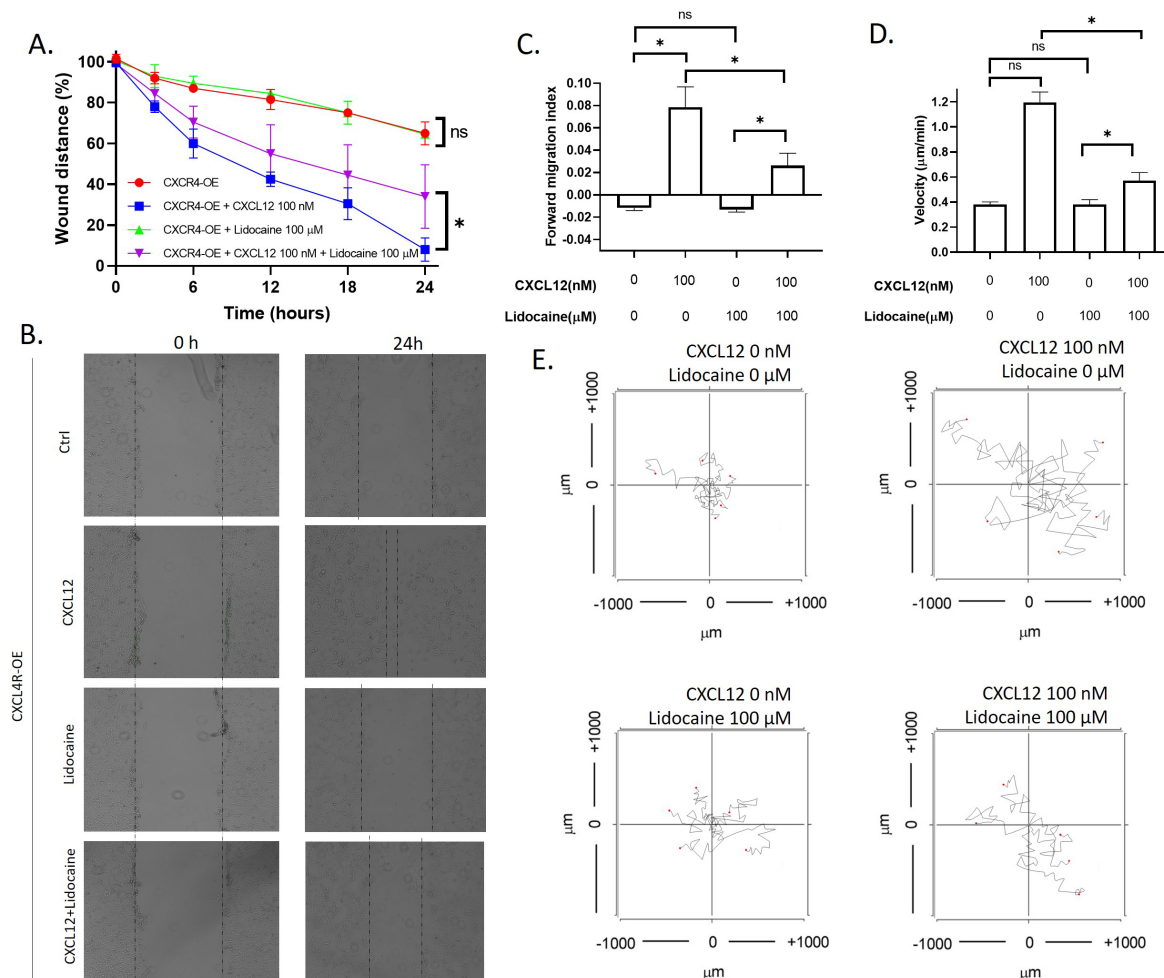 A.
Wound distance (%)
100
80
60
40
20
0
0
6
12
18
24
Time (hours)
CXCR4-OE
CXCR4-OE + CXCL12 100 nM
CXCR4-OE + Lidocaine 100 μM
CXCR4-OE + CXCL12 100 nM + Lidocaine 100 μM
ns
*
C.
ns
*
*
*
Forward migration index
0.10
0.08
0.06
0.04
0.02
0.00
-0.02
-0.04
CXCL12(nM)
0
100
0
100
Lidocaine(μM)
0
0
100
100
D.
*
ns
ns
*
Velocity (μm/min)
1.2
0.9
0.6
0.3
0.0
CXCL12(nM)
0
100
0
100
Lidocaine(μM)
0
0
100
100
B.
0 h
24h
CXCL4R-OE
Ctrl
CXCL12
Lidocaine
CXCL12+Lidocaine
E.
CXCL12 0 nM
Lidocaine 0 μM
+1000
0
μm
-1000
0
+1000
μm
CXCL12 100 nM
Lidocaine 0 μM
+1000
0
μm
-1000
0
+1000
μm
CXCL12 0 nM
Lidocaine 100 μM
+1000
0
μm
-1000
0
+1000
μm
CXCL12 100 nM
Lidocaine 100 μM
+1000
0
μm
-1000
0
+1000
μm